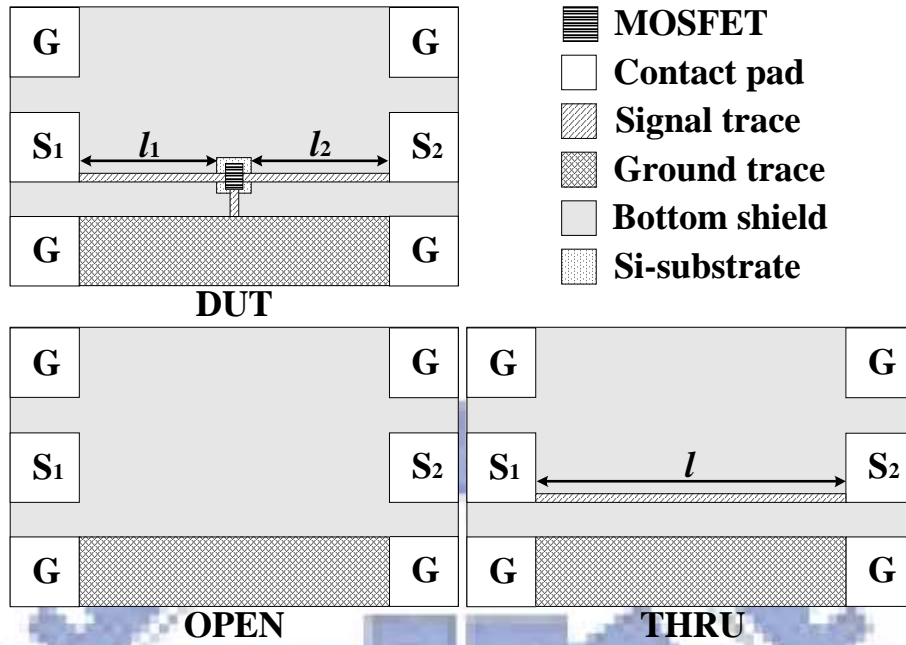 G G
S1 l1 l2 S2
G G
DUT
MOSFET
Contact pad
Signal trace
Ground trace
Bottom shield
Si-substrate
G G
S1 S2
G G
OPEN
G G
S1 l S2
G G
THRU